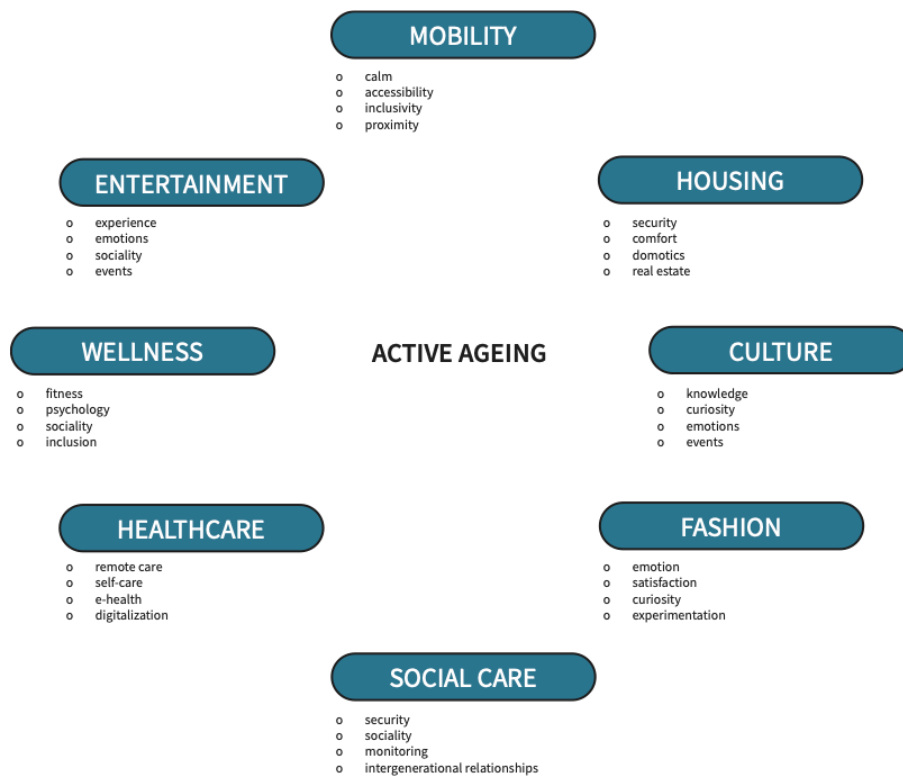 MOBILITY
o calm
o accessibility
o inclusivity
o proximity
ENTERTAINMENT
o experience
o emotions
o sociality
o events
HOUSING
o security
o comfort
o domotics
o real estate
WELLNESS
o fitness
o psychology
o sociality
o inclusion
ACTIVE AGEING
CULTURE
o knowledge
o curiosity
o emotions
o events
HEALTHCARE
o remote care
o self-care
o e-health
o digitalization
FASHION
o emotion
o satisfaction
o curiosity
o experimentation
SOCIAL CARE
o security
o sociality
o monitoring
o intergenerational relationships